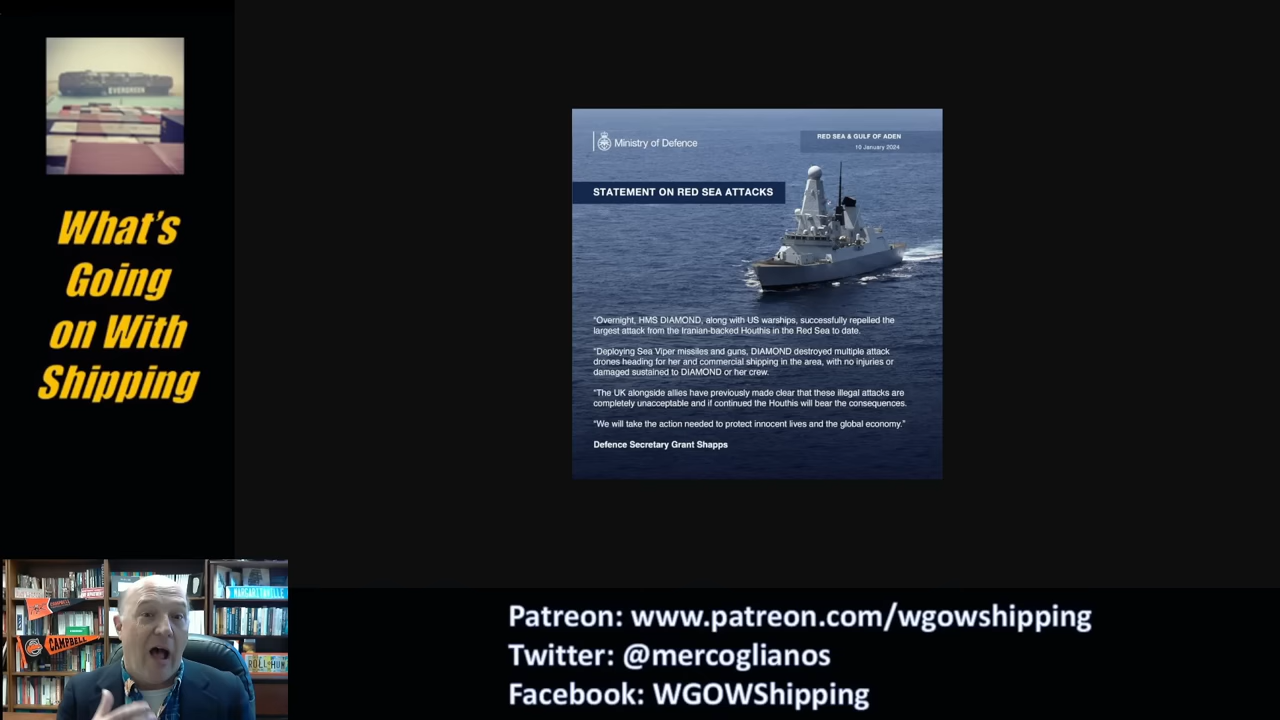 EVERGREEN
What's
Going
on With
Shipping
Ministry of Defence
RED SEA & GULF OF ADEN
10 January 2024
STATEMENT ON RED SEA ATTACKS
"Overnight, HMS DIAMOND, along with US warships, successfully repelled the
largest attack from the Iranian-backed Houthis in the Red Sea to date.
"Deploying Sea Viper missiles and guns, DIAMOND destroyed multiple attack
drones heading for her and commercial shipping in the area, with no injuries or
damaged sustained to DIAMOND or her crew.
"The UK alongside allies have previously made clear that these illegal attacks are
completely unacceptable and if continued the Houthis will bear the consequences.
"We will take the action needed to protect innocent lives and the global economy."
Defence Secretary Grant Shapps
MARGARITAVILLE
CAMPBELL
CAMPBELL
Patreon: www.patreon.com/wgowshipping
Twitter: @mercoglianos
Facebook: WGOWShipping